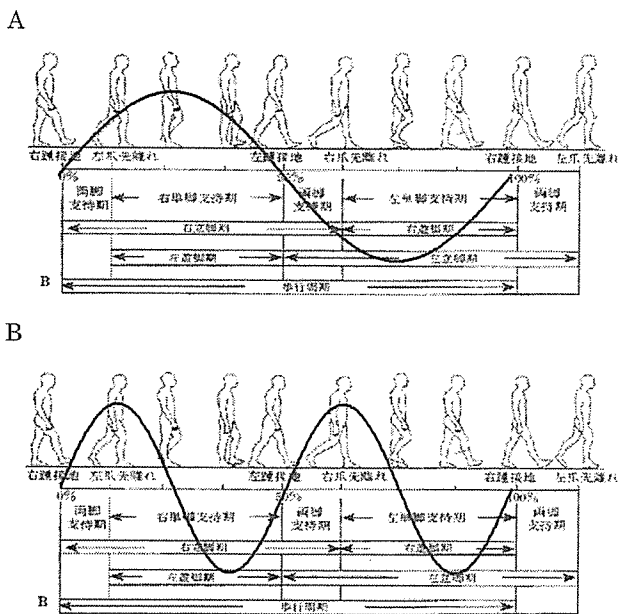 A
右踵接地 左爪先離れ 左踵接地 右爪先離れ 右踵接地 左爪先離れ
0% 50% 100%
両脚支持期 右単脚支持期 両脚支持期 左単脚支持期 両脚支持期
右立脚期 右遊脚期
左遊脚期 左立脚期
B 歩行周期
B
右踵接地 左爪先離れ 左踵接地 右爪先離れ 右踵接地 左爪先離れ
0% 50% 100%
両脚支持期 右単脚支持期 両脚支持期 左単脚支持期 両脚支持期
右立脚期 右遊脚期
左遊脚期 左立脚期
B 歩行周期